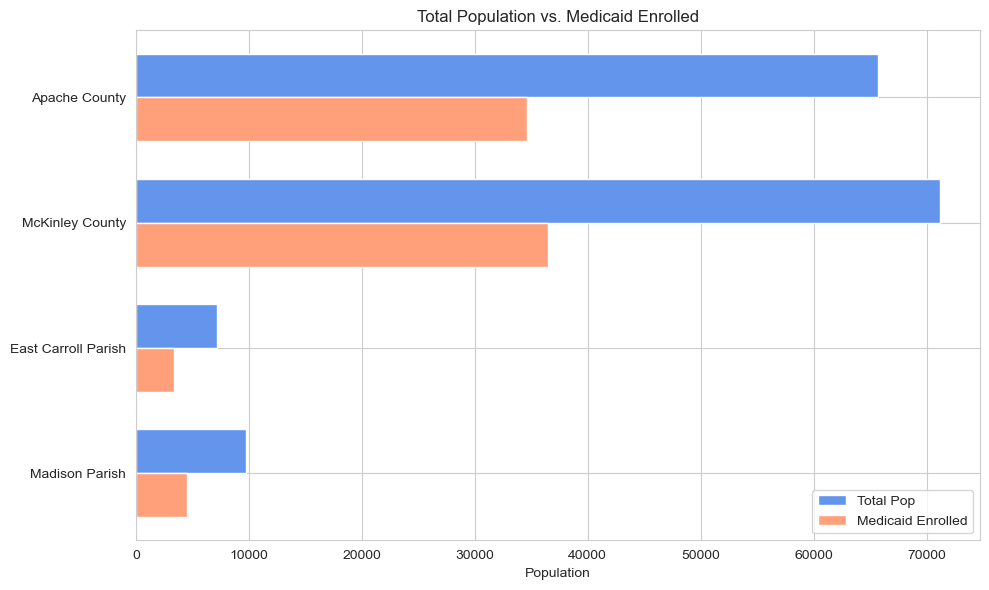 Total Population vs. Medicaid Enrolled
Apache County
McKinley County
East Carroll Parish
Madison Parish
Total Pop
Medicaid Enrolled
0 10000 20000 30000 40000 50000 60000 70000
Population